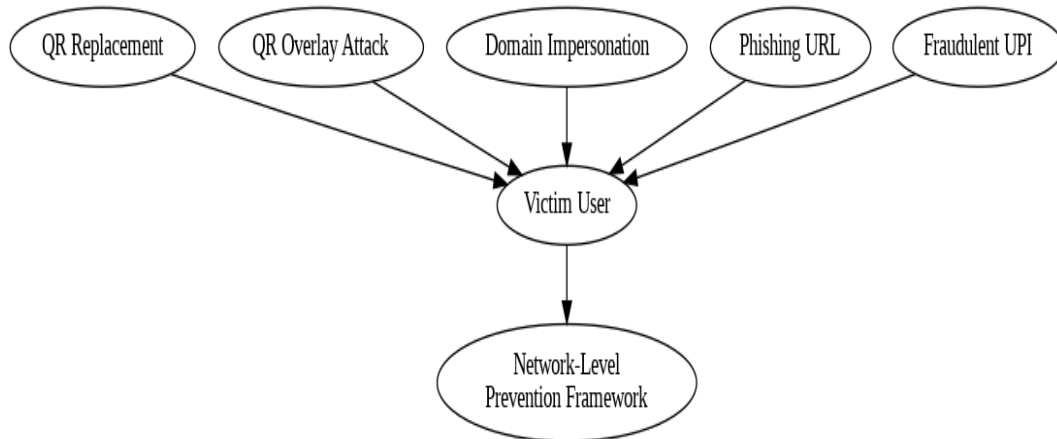 QR Replacement
QR Overlay Attack
Domain Impersonation
Phishing URL
Fraudulent UPI
Victim User
Network-Level
Prevention Framework